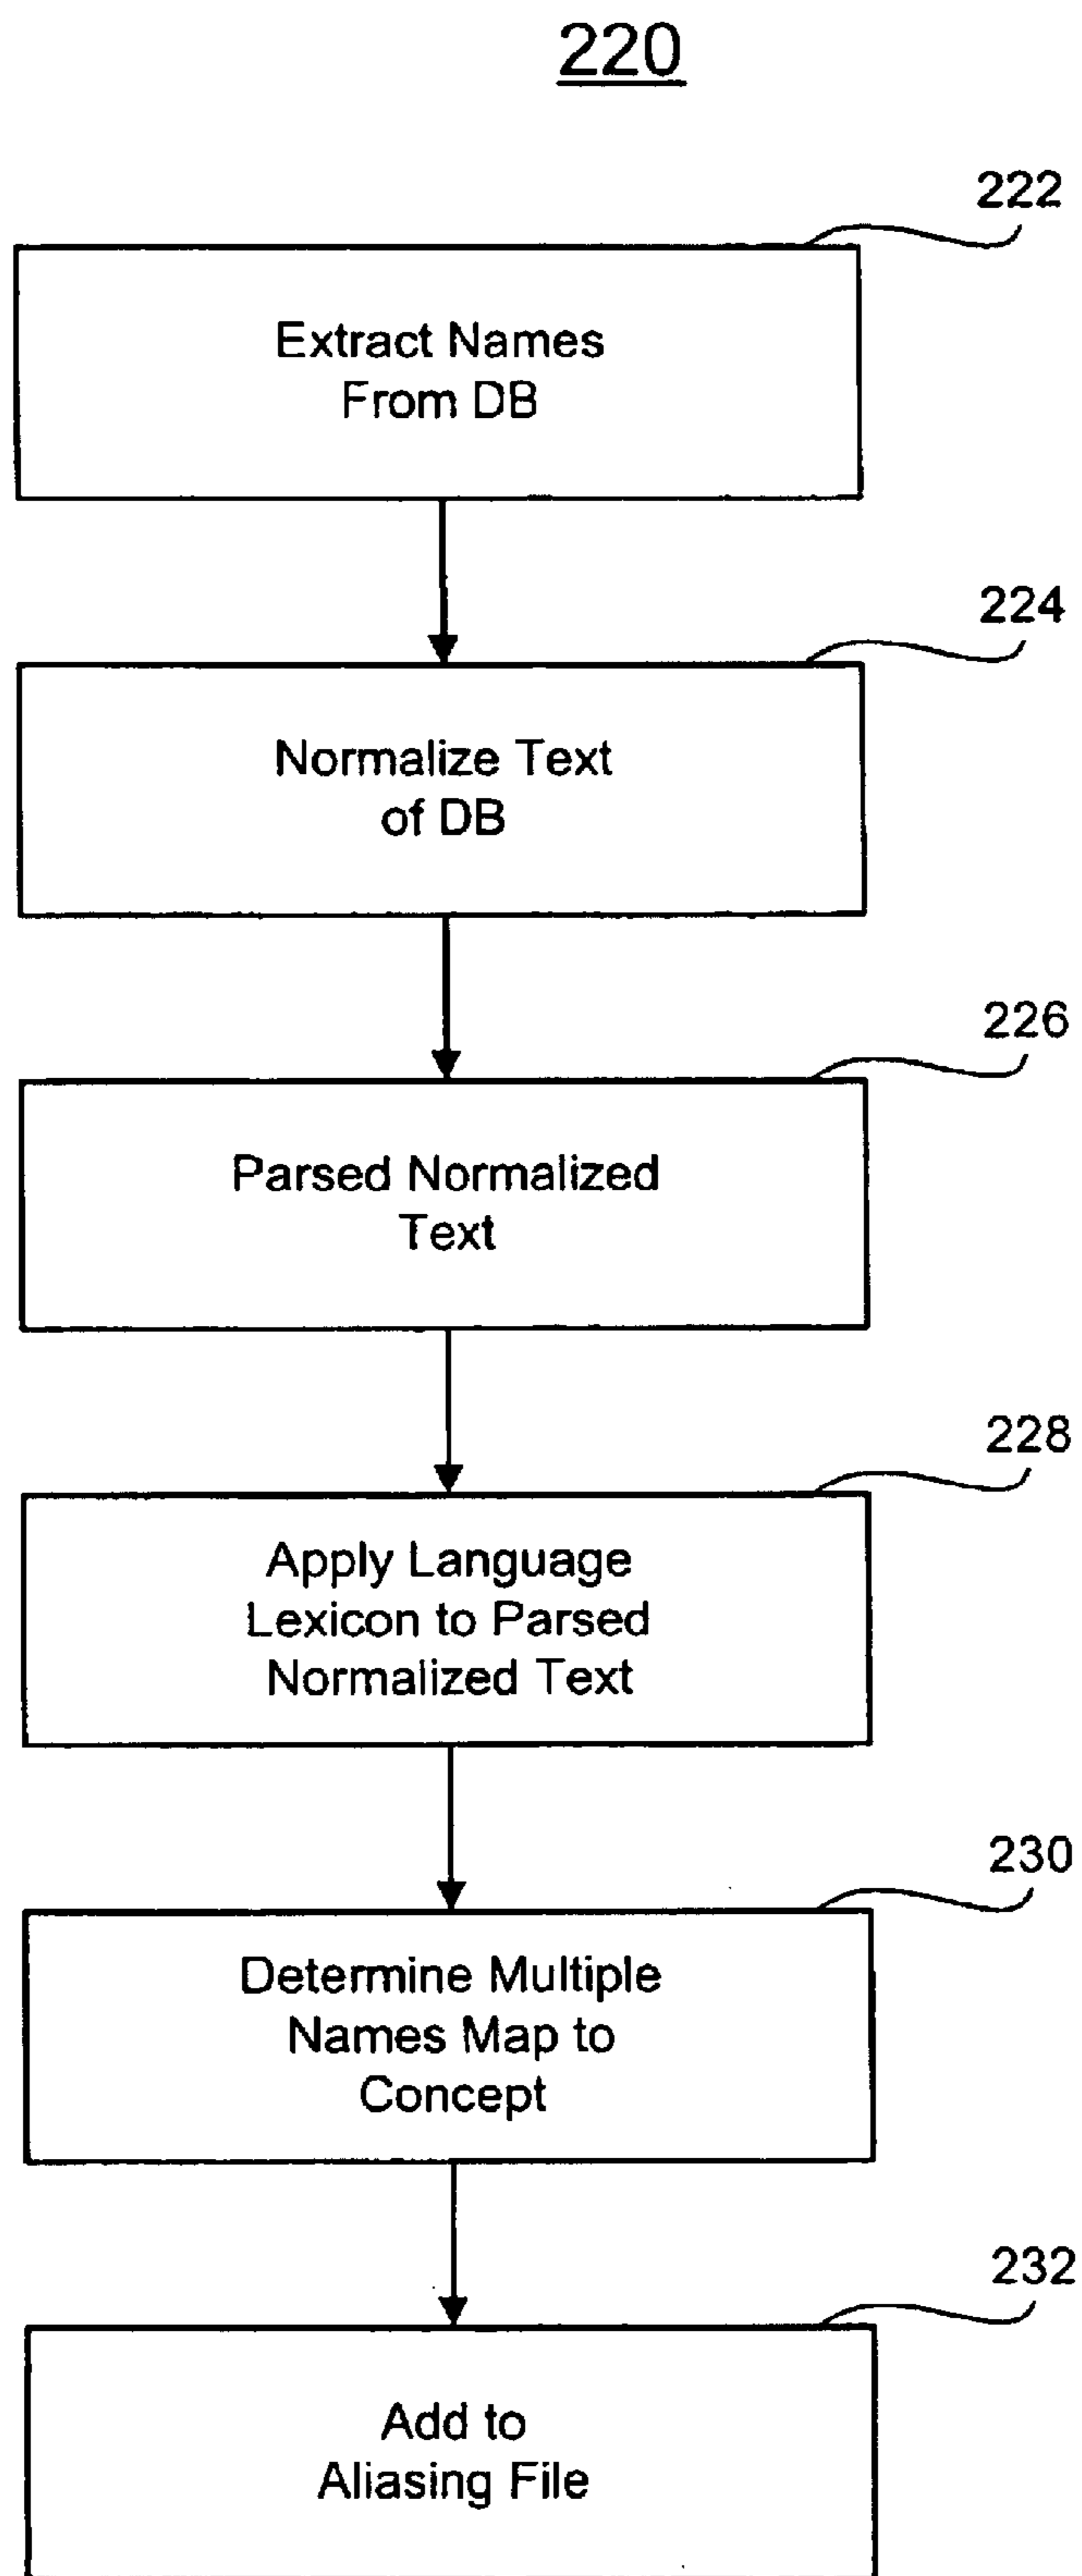 220
222
Extract Names
From DB
224
Normalize Text
of DB
226
Parsed Normalized
Text
228
Apply Language
Lexicon to Parsed
Normalized Text
230
Determine Multiple
Names Map to
Concept
232
Add to
Aliasing File